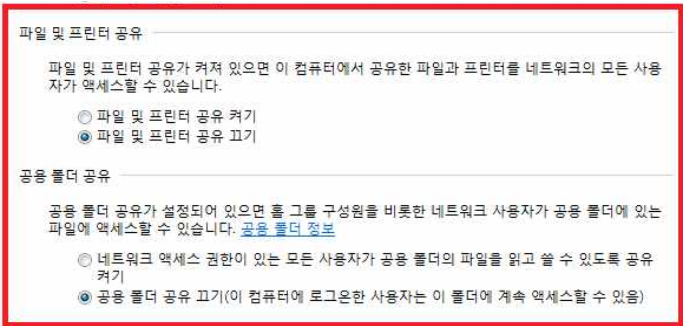 파일 및 프린터 공유
파일 및 프린터 공유가 켜져 있으면 이 컴퓨터에서 공유한 파일과 프린터를 네트워크의 모든 사용
자가 액세스할 수 있습니다.
파일 및 프린터 공유 켜기
파일 및 프린터 공유 끄기
공용 폴더 공유
공용 폴더 공유가 설정되어 있으면 홈 그룹 구성원을 비롯한 네트워크 사용자가 공용 폴더에 있는
파일에 액세스할 수 있습니다. 공용 폴더 정보
네트워크 액세스 권한이 있는 모든 사용자가 공용 폴더의 파일을 읽고 쓸 수 있도록 공유
켜기
공용 폴더 공유 끄기(이 컴퓨터에 로그온한 사용자는 이 폴더에 계속 액세스할 수 있음)